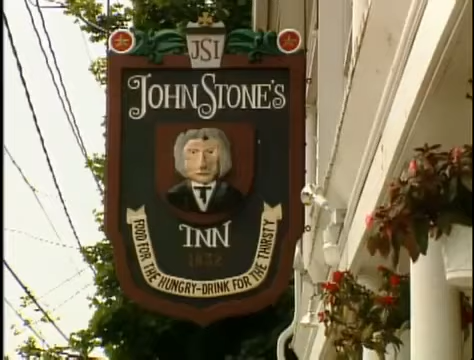 JSI
JOHN STONE'S
INN
1832
FOOD FOR THE HUNGRY-DRINK FOR THE THIRSTY